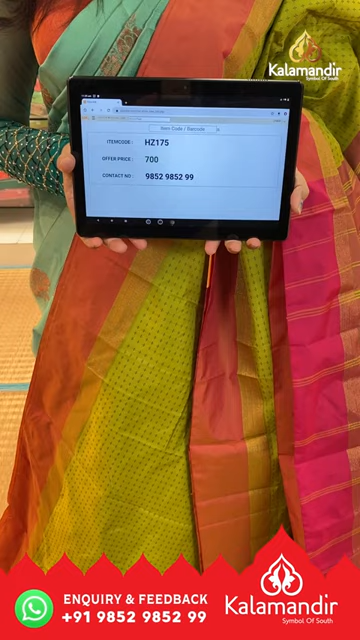 Kalamandir
Symbol Of South
Item Code / Barcode
ITEMCODE : HZ175
OFFER PRICE : 700
CONTACT NO : 9852 9852 99
ENQUIRY & FEEDBACK
+91 9852 9852 99
Kalamandir
Symbol Of South